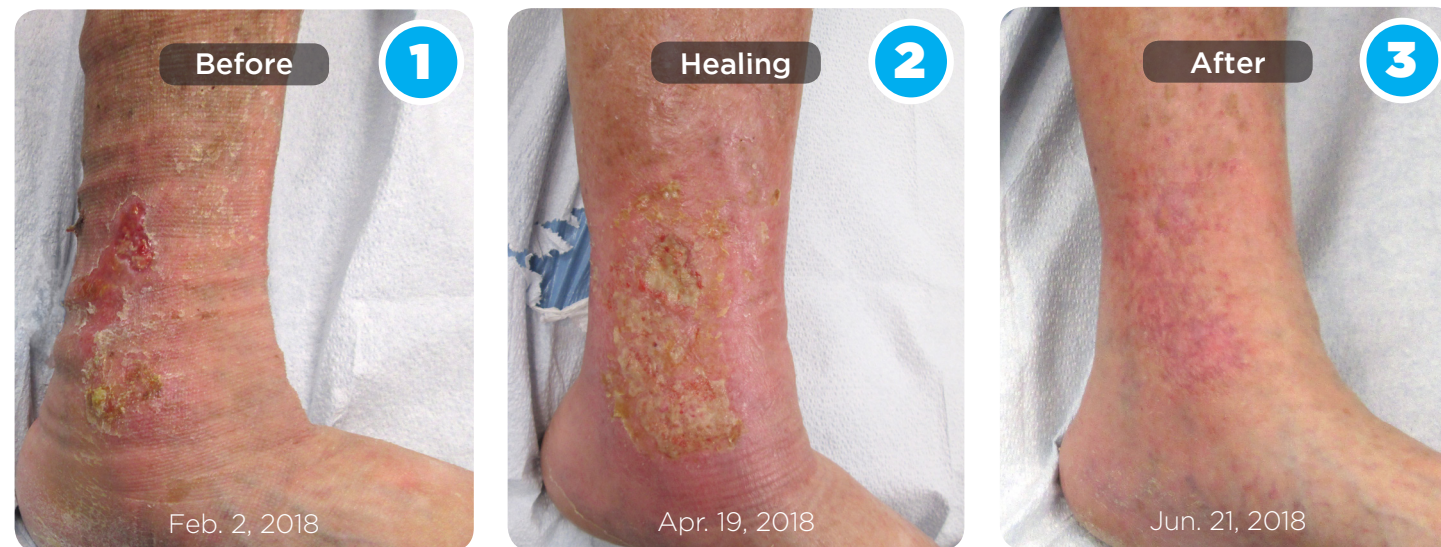 Before
1
Healing
2
After
3
Feb. 2, 2018
Apr. 19, 2018
Jun. 21, 2018